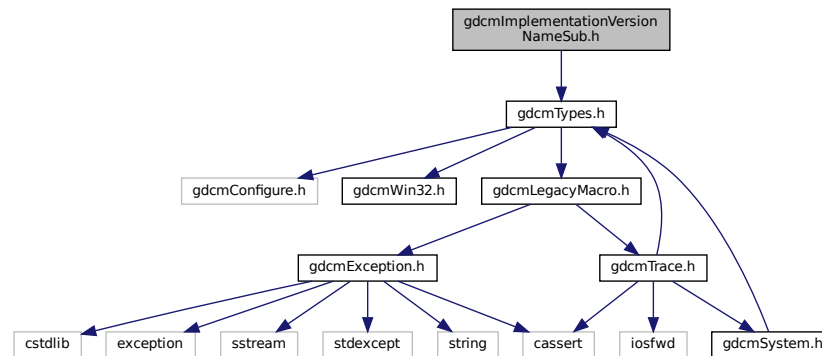 gdcmImplementationVersion
NameSub.h
gdcmTypes.h
gdcmConfigure.h
gdcmWin32.h
gdcmLegacyMacro.h
gdcmException.h
gdcmTrace.h
cstdlib
exception
sstream
stdexcept
string
cassert
iosfwd
gdcmSystem.h